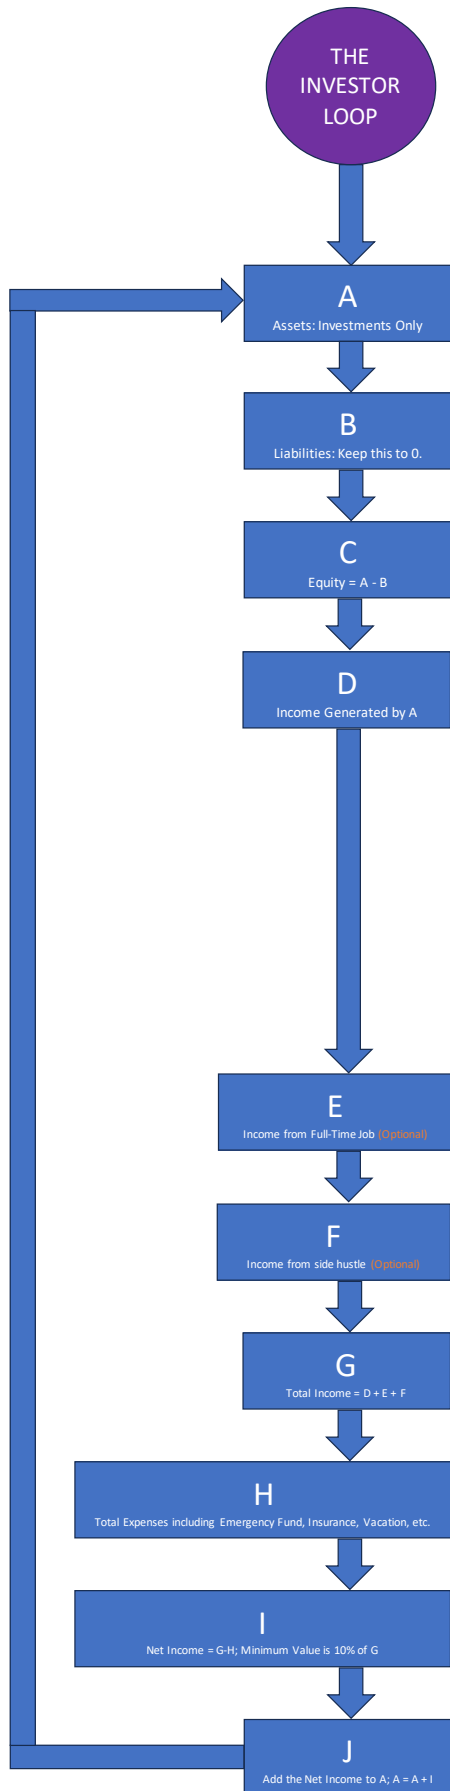 THE
INVESTOR
LOOP
A
Assets: Investments Only
B
Liabilities: Keep this to 0.
C
Equity = A - B
D
Income Generated by A
E
Income from Full-Time Job (Optional)
F
Income from side hustle (Optional)
G
Total Income = D + E + F
H
Total Expenses including Emergency Fund, Insurance, Vacation, etc.
I
Net Income = G-H; Minimum Value is 10% of G
J
Add the Net Income to A; A = A + I